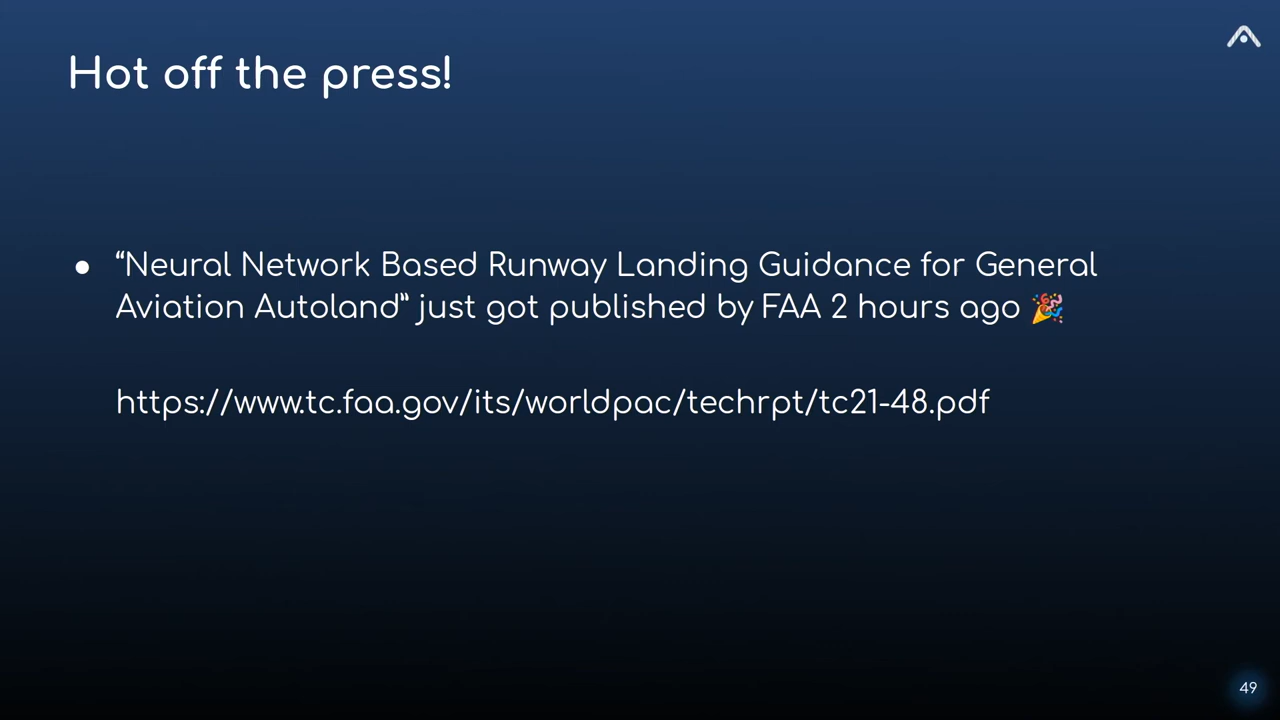 Hot off the press!
● “Neural Network Based Runway Landing Guidance for General
Aviation Autoland” just got published by FAA 2 hours ago 🎉
https://www.tc.faa.gov/its/worldpac/techrpt/tc21-48.pdf
49